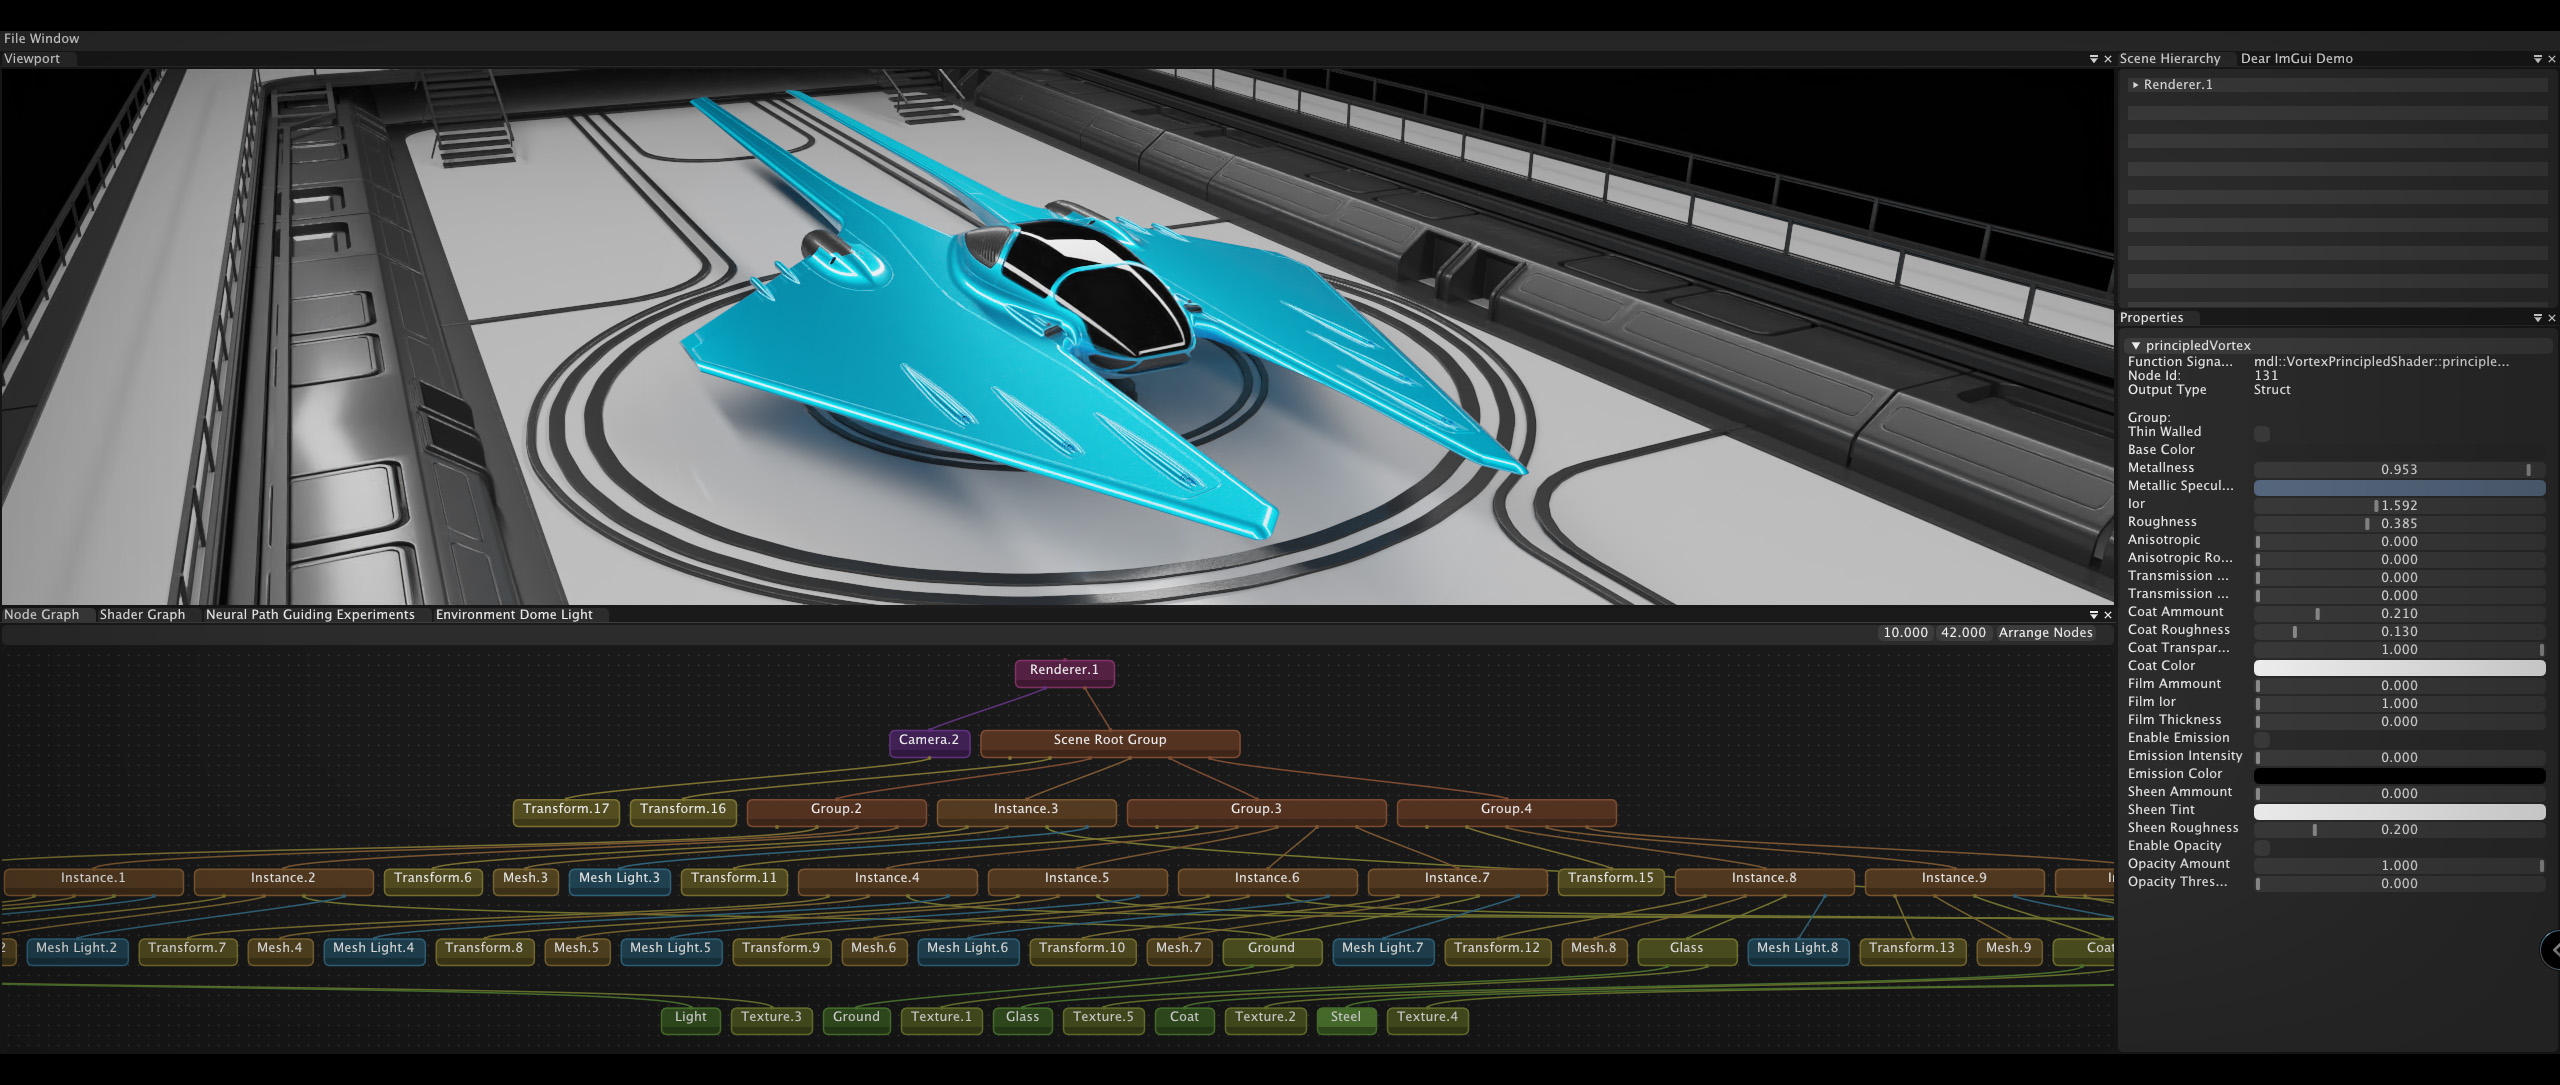 File Window
Viewport
Scene Hierarchy Dear ImGui Demo
Renderer.1
Properties
principledVortex
Function Signa... mdl::VortexPrincipledShader::principle...
Node Id: 131
Output Type Struct
Group:
Thin Walled
Base Color
Metallness 0.953
Metallic Specul...
Ior 1.592
Roughness 0.385
Anisotropic 0.000
Anisotropic Ro... 0.000
Transmission ... 0.000
Transmission ... 0.000
Coat Ammount 0.210
Coat Roughness 0.130
Coat Transpar... 1.000
Coat Color
Film Ammount 0.000
Film Ior 1.000
Film Thickness 0.000
Enable Emission
Emission Intensity 0.000
Emission Color
Sheen Ammount 0.000
Sheen Tint
Sheen Roughness 0.200
Enable Opacity
Opacity Amount 1.000
Opacity Thres... 0.000
Node Graph Shader Graph Neural Path Guiding Experiments Environment Dome Light
10.000 42.000 Arrange Nodes
Renderer.1
Camera.2 Scene Root Group
Transform.17 Transform.16 Group.2 Instance.3 Group.3 Group.4
Instance.1 Instance.2 Transform.6 Mesh.3 Mesh Light.3 Transform.11 Instance.4 Instance.5 Instance.6 Instance.7 Transform.15 Instance.8 Instance.9
2 Mesh Light.2 Transform.7 Mesh.4 Mesh Light.4 Transform.8 Mesh.5 Mesh Light.5 Transform.9 Mesh.6 Mesh Light.6 Transform.10 Mesh.7 Ground Mesh Light.7 Transform.12 Mesh.8 Glass Mesh Light.8 Transform.13 Mesh.9 Coat
Light Texture.3 Ground Texture.1 Glass Texture.5 Coat Texture.2 Steel Texture.4